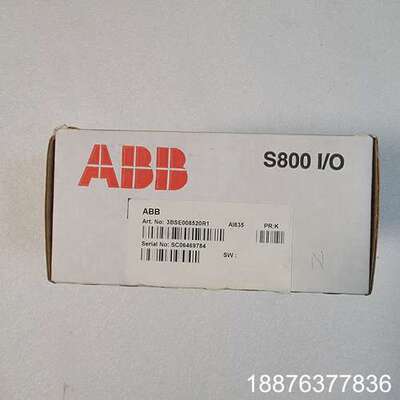 ABB
S800 I/O
ABB
Art. No: 3BSE008520R1 AI835 PR:K
Serial No: SC06469784 SW :
N
18876377836